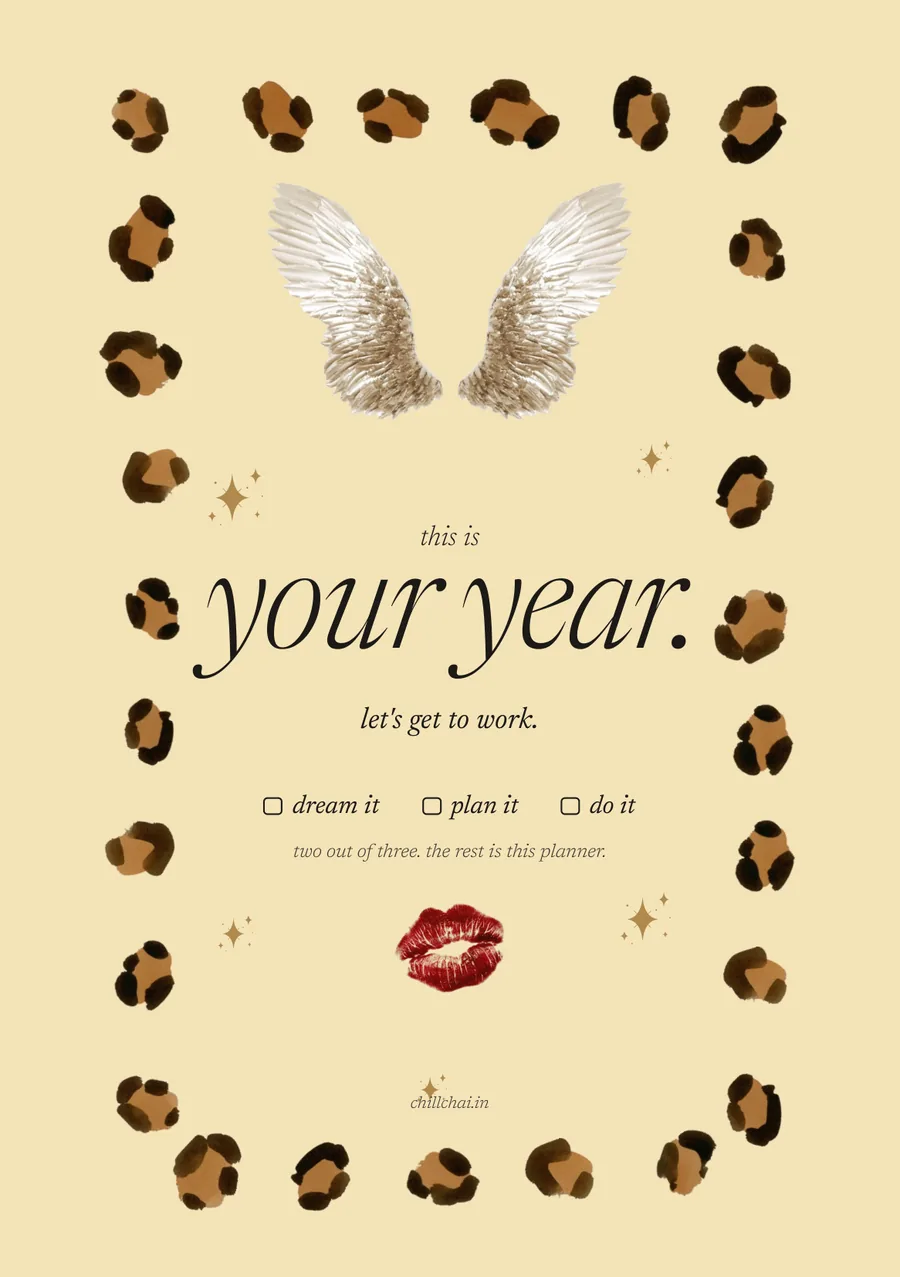 this is
your year.
let's get to work.
dream it plan it do it
two out of three. the rest is this planner.
chillchai.in